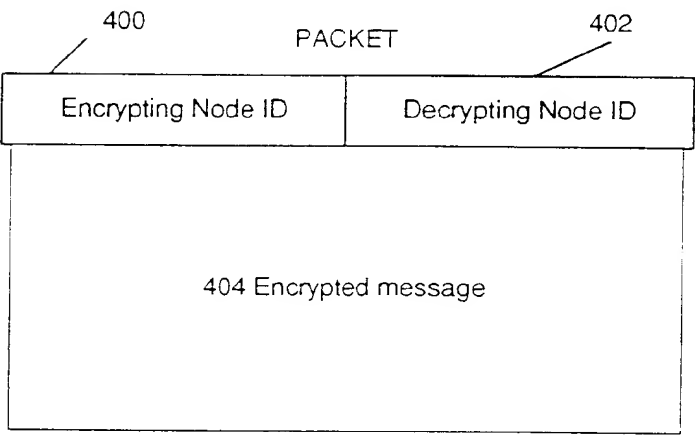 400
PACKET
402
Encrypting Node ID
Decrypting Node ID
404 Encrypted message